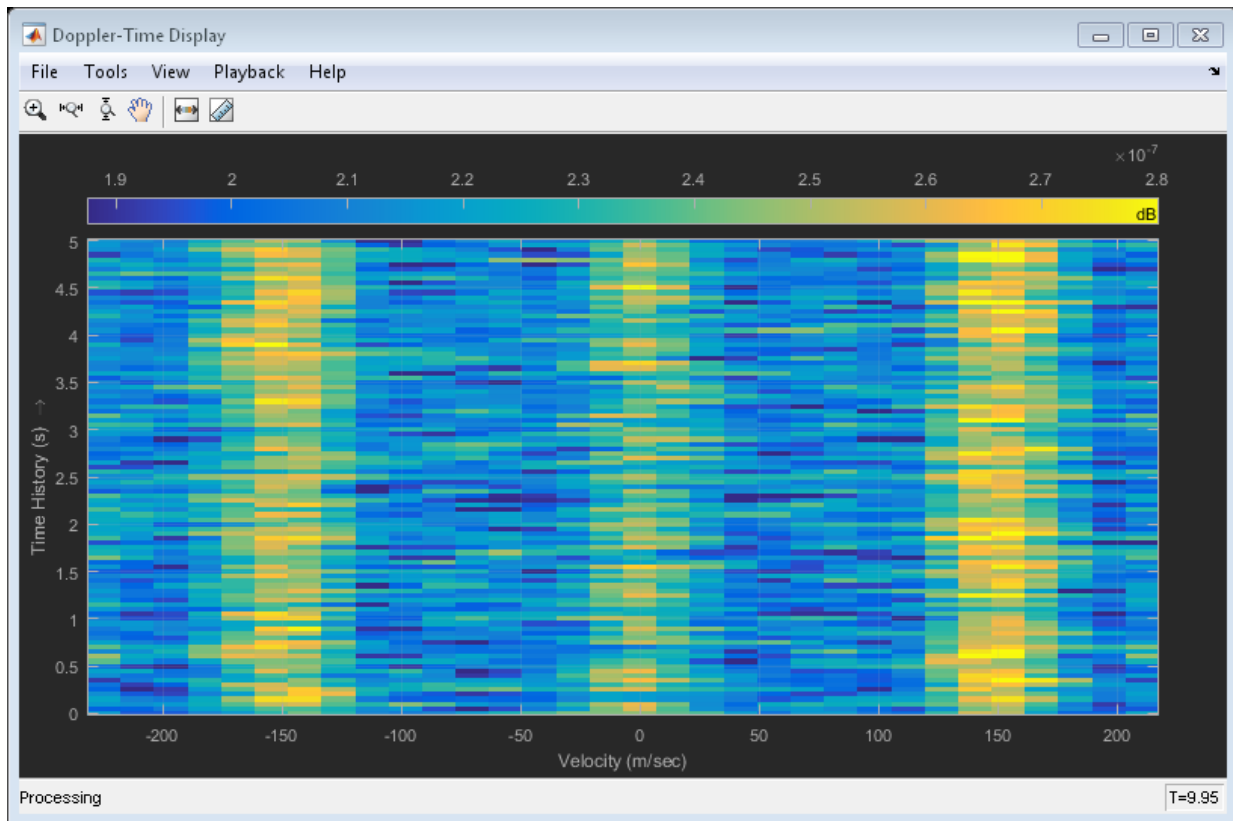 Doppler-Time Display
File Tools View Playback Help
×10⁻⁷
1.9 2 2.1 2.2 2.3 2.4 2.5 2.6 2.7 2.8
dB
5
4.5
4
3.5
3
2.5
2
1.5
1
0.5
0
Time History (s) →
-200 -150 -100 -50 0 50 100 150 200
Velocity (m/sec)
Processing T=9.95